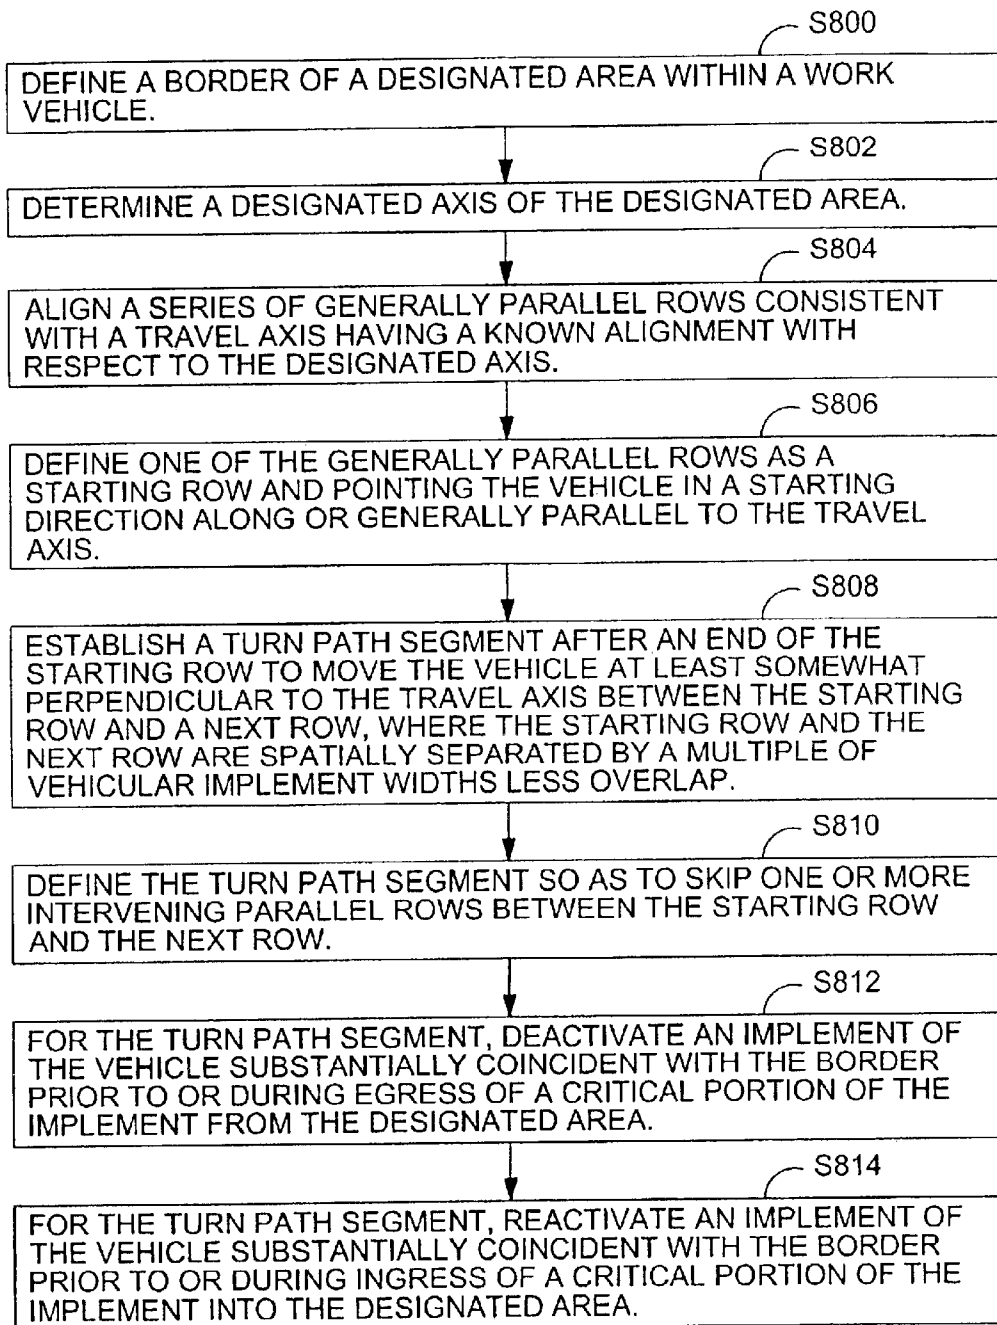 S800
DEFINE A BORDER OF A DESIGNATED AREA WITHIN A WORK
VEHICLE.
S802
DETERMINE A DESIGNATED AXIS OF THE DESIGNATED AREA.
S804
ALIGN A SERIES OF GENERALLY PARALLEL ROWS CONSISTENT
WITH A TRAVEL AXIS HAVING A KNOWN ALIGNMENT WITH
RESPECT TO THE DESIGNATED AXIS.
S806
DEFINE ONE OF THE GENERALLY PARALLEL ROWS AS A
STARTING ROW AND POINTING THE VEHICLE IN A STARTING
DIRECTION ALONG OR GENERALLY PARALLEL TO THE TRAVEL
AXIS.
S808
ESTABLISH A TURN PATH SEGMENT AFTER AN END OF THE
STARTING ROW TO MOVE THE VEHICLE AT LEAST SOMEWHAT
PERPENDICULAR TO THE TRAVEL AXIS BETWEEN THE STARTING
ROW AND A NEXT ROW, WHERE THE STARTING ROW AND THE
NEXT ROW ARE SPATIALLY SEPARATED BY A MULTIPLE OF
VEHICULAR IMPLEMENT WIDTHS LESS OVERLAP.
S810
DEFINE THE TURN PATH SEGMENT SO AS TO SKIP ONE OR MORE
INTERVENING PARALLEL ROWS BETWEEN THE STARTING ROW
AND THE NEXT ROW.
S812
FOR THE TURN PATH SEGMENT, DEACTIVATE AN IMPLEMENT OF
THE VEHICLE SUBSTANTIALLY COINCIDENT WITH THE BORDER
PRIOR TO OR DURING EGRESS OF A CRITICAL PORTION OF THE
IMPLEMENT FROM THE DESIGNATED AREA.
S814
FOR THE TURN PATH SEGMENT, REACTIVATE AN IMPLEMENT OF
THE VEHICLE SUBSTANTIALLY COINCIDENT WITH THE BORDER
PRIOR TO OR DURING INGRESS OF A CRITICAL PORTION OF THE
IMPLEMENT INTO THE DESIGNATED AREA.